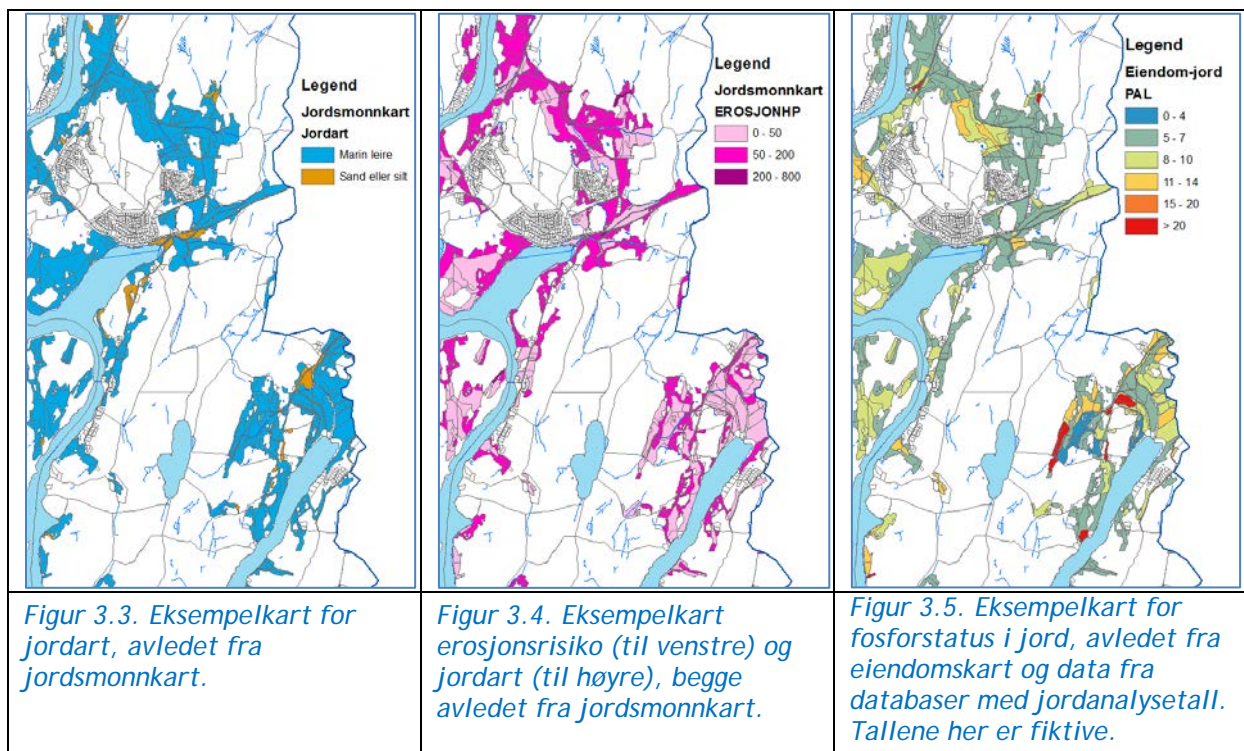 Legend
Jordsmonnkart
Jordart
Marin leire
Sand eller silt
Legend
Jordsmonnkart
EROSJONHP
0 - 50
50 - 200
200 - 800
Legend
Eiendom-jord
PAL
0 - 4
5 - 7
8 - 10
11 - 14
15 - 20
> 20
Figur 3.3. Eksempelkart for
jordart, avledet fra
jordsmonnkart.
Figur 3.4. Eksempelkart
erosjonsrisiko (til venstre) og
jordart (til høyre), begge
avledet fra jordsmonnkart.
Figur 3.5. Eksempelkart for
fosforstatus i jord, avledet fra
eiendomskart og data fra
databaser med jordanalysetall.
Tallene her er fiktive.